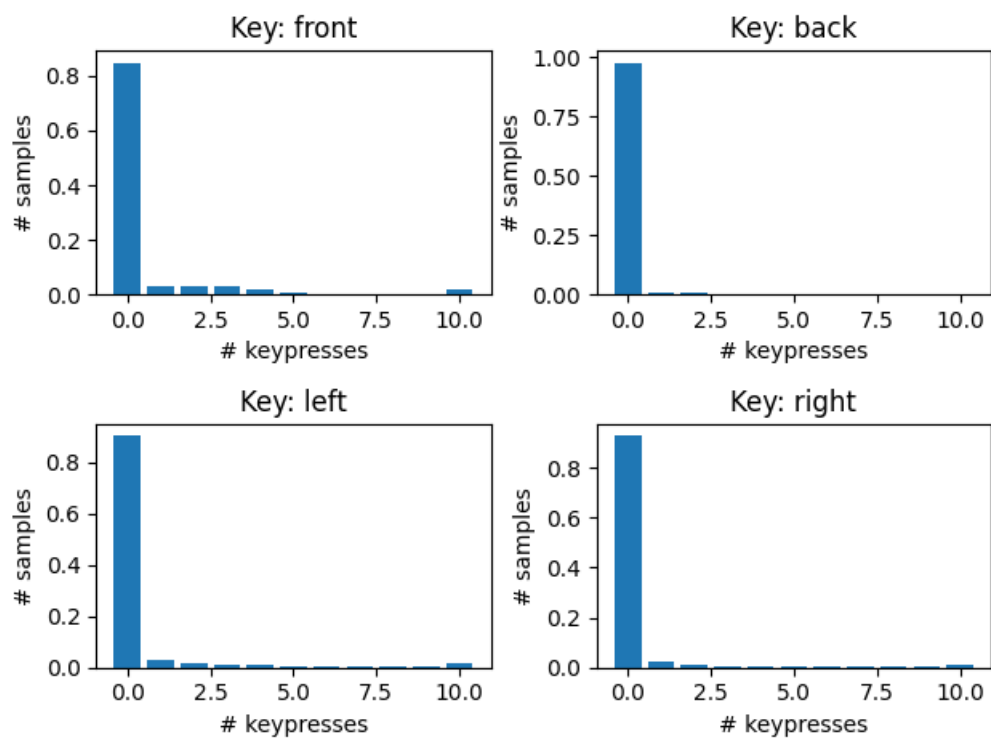 Key: front
0.8
0.6
0.4
0.2
0.0
# samples
0.0 2.5 5.0 7.5 10.0
# keypresses
Key: back
1.00
0.75
0.50
0.25
0.00
# samples
0.0 2.5 5.0 7.5 10.0
# keypresses
Key: left
0.8
0.6
0.4
0.2
0.0
# samples
0.0 2.5 5.0 7.5 10.0
# keypresses
Key: right
0.8
0.6
0.4
0.2
0.0
# samples
0.0 2.5 5.0 7.5 10.0
# keypresses